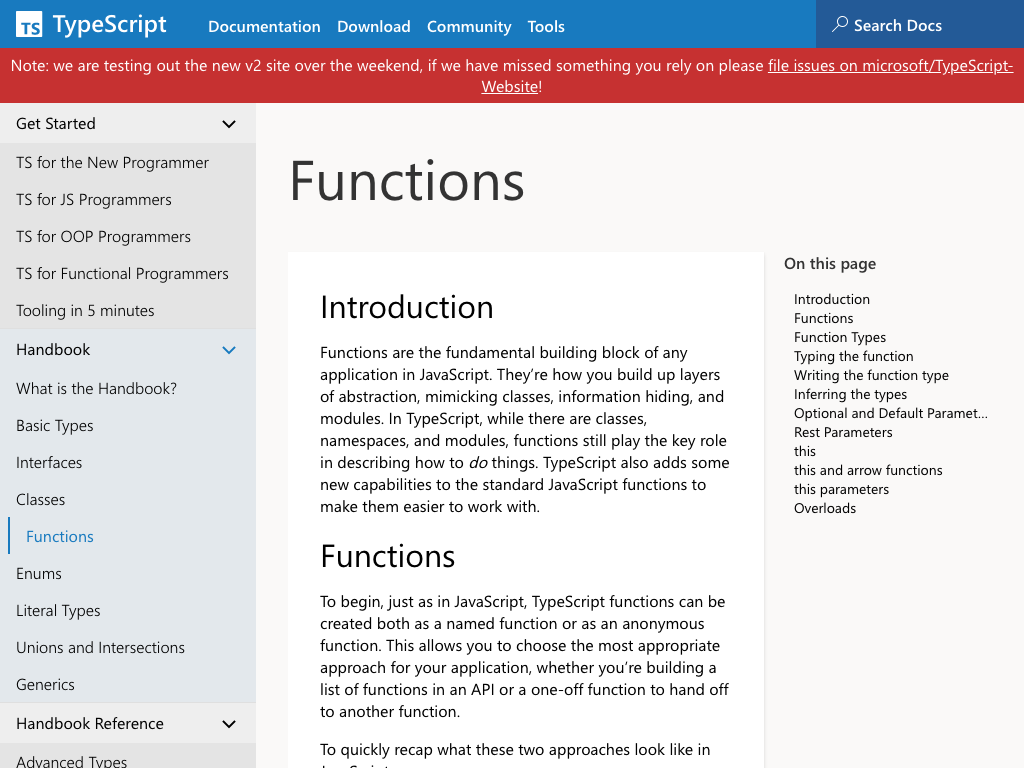 TS TypeScript
Documentation Download Community Tools
Search Docs
Note: we are testing out the new v2 site over the weekend, if we have missed something you rely on please file issues on microsoft/TypeScript-
Website!
Get Started
TS for the New Programmer
TS for JS Programmers
TS for OOP Programmers
TS for Functional Programmers
Tooling in 5 minutes
Handbook
What is the Handbook?
Basic Types
Interfaces
Classes
Functions
Enums
Literal Types
Unions and Intersections
Generics
Handbook Reference
Advanced Types
Functions
Introduction
Functions are the fundamental building block of any
application in JavaScript. They’re how you build up layers
of abstraction, mimicking classes, information hiding, and
modules. In TypeScript, while there are classes,
namespaces, and modules, functions still play the key role
in describing how to do things. TypeScript also adds some
new capabilities to the standard JavaScript functions to
make them easier to work with.
Functions
To begin, just as in JavaScript, TypeScript functions can be
created both as a named function or as an anonymous
function. This allows you to choose the most appropriate
approach for your application, whether you’re building a
list of functions in an API or a one-off function to hand off
to another function.
To quickly recap what these two approaches look like in
On this page
Introduction
Functions
Function Types
Typing the function
Writing the function type
Inferring the types
Optional and Default Paramet...
Rest Parameters
this
this and arrow functions
this parameters
Overloads